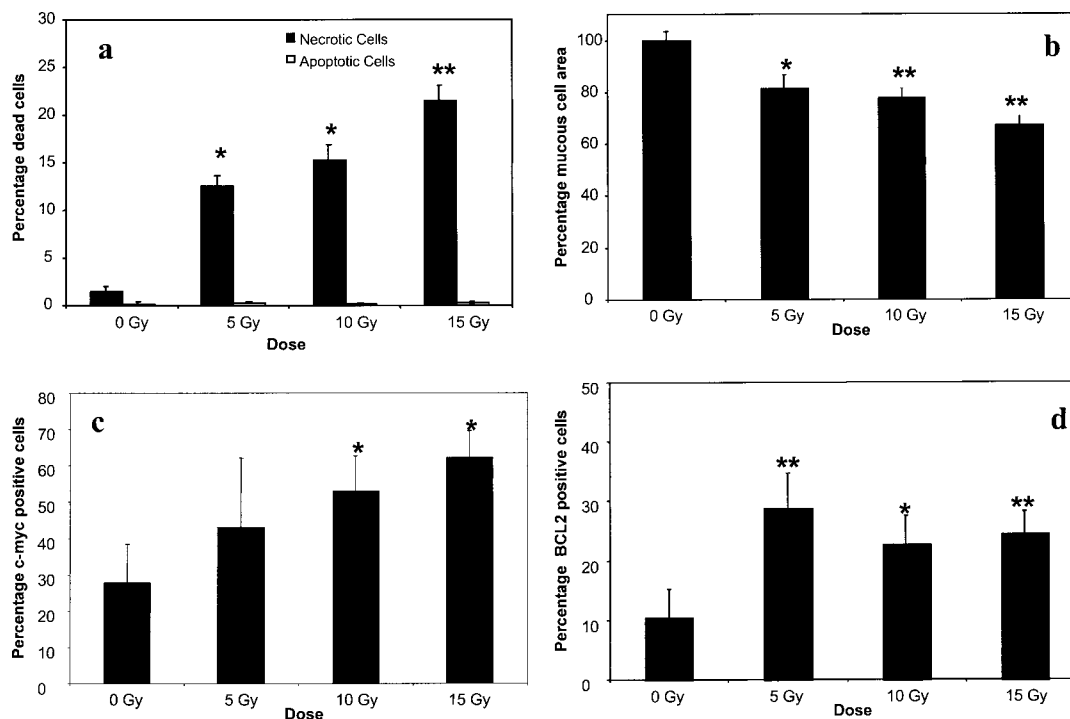 a
Percentage dead cells
30
25
20
15
10
5
0
Necrotic Cells
Apoptotic Cells
*
*
**
0 Gy 5 Gy 10 Gy 15 Gy
Dose
b
Percentage mucous cell area
100
80
60
40
20
0
*
**
**
0 Gy 5 Gy 10 Gy 15 Gy
Dose
c
Percentage c-myc positive cells
80
70
60
50
40
30
20
10
0
*
*
0 Gy 5 Gy 10 Gy 15 Gy
Dose
d
Percentage BCL2 positive cells
50
40
30
20
10
0
**
*
**
0 Gy 5 Gy 10 Gy 15 Gy
Dose